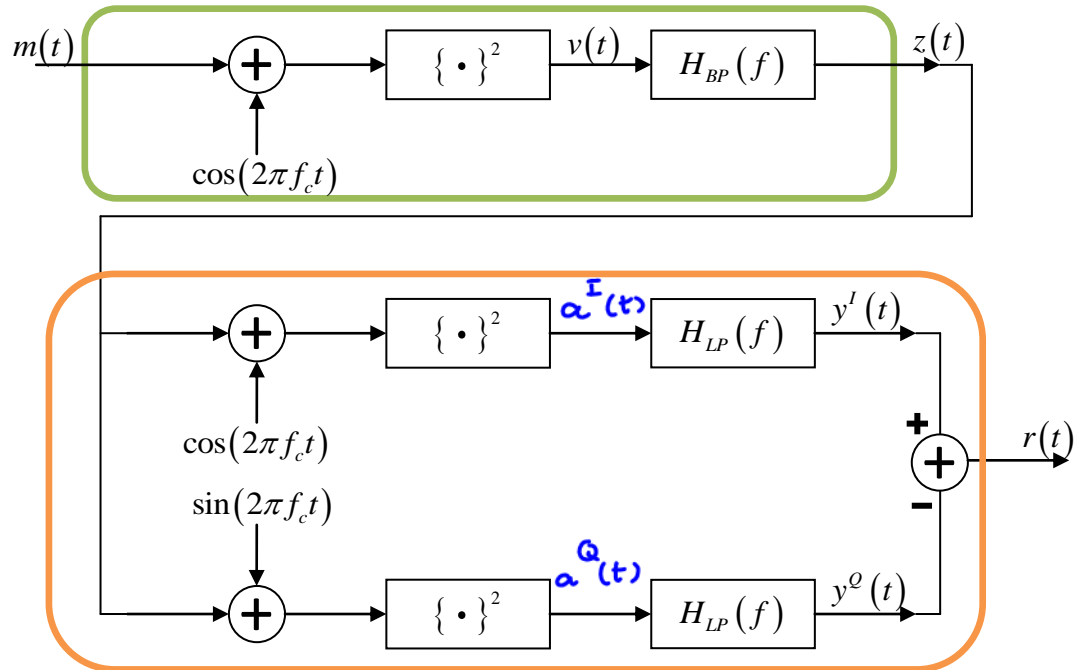 m(t)
+
{ • }²
v(t)
H_BP(f)
z(t)
cos(2πf_c t)
+
{ • }²
a^I(t)
H_LP(f)
y^I(t)
cos(2πf_c t)
+
+
r(t)
−
sin(2πf_c t)
+
{ • }²
a^Q(t)
H_LP(f)
y^Q(t)